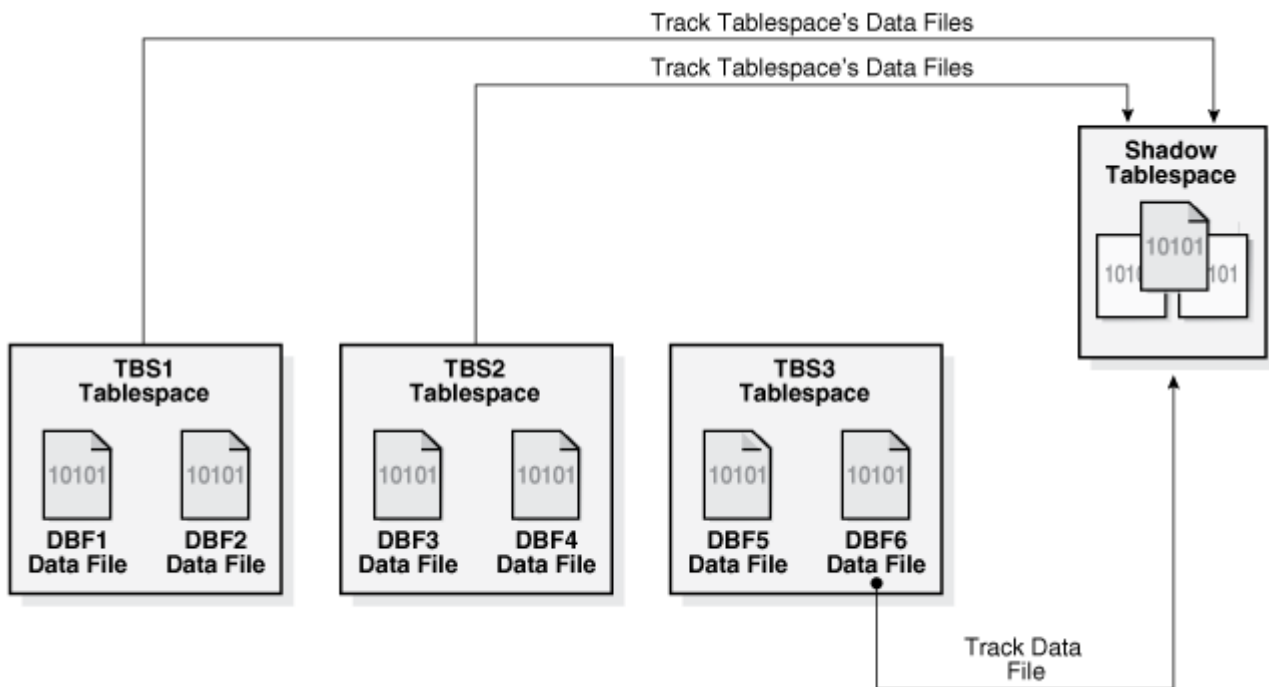 Track Tablespace's Data Files
Track Tablespace's Data Files
Shadow
Tablespace
10101
1010
101
TBS1
Tablespace
10101
10101
DBF1
Data File
DBF2
Data File
TBS2
Tablespace
10101
10101
DBF3
Data File
DBF4
Data File
TBS3
Tablespace
10101
10101
DBF5
Data File
DBF6
Data File
Track Data
File